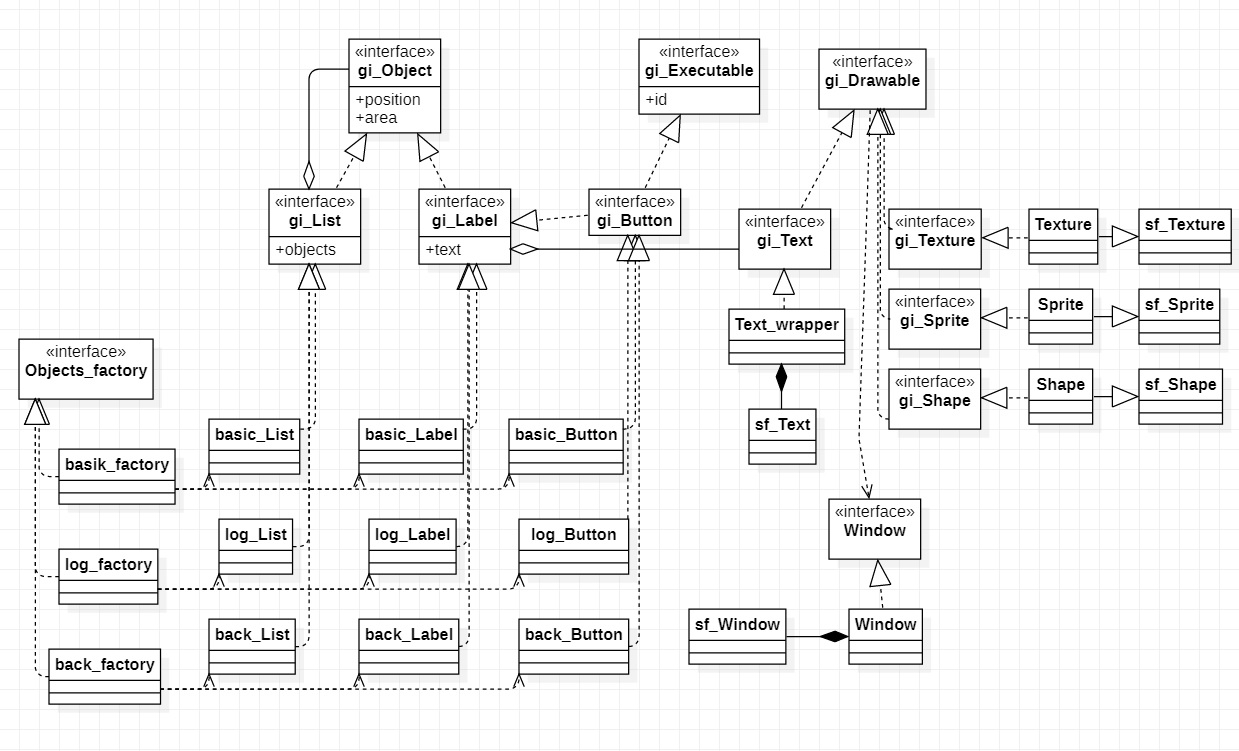 «interface»
gi_Object
+position
+area
«interface»
gi_Executable
+id
«interface»
gi_Drawable
«interface»
gi_List
+objects
«interface»
gi_Label
+text
«interface»
gi_Button
«interface»
gi_Text
«interface»
gi_Texture
Texture
sf_Texture
«interface»
gi_Sprite
Sprite
sf_Sprite
Text_wrapper
«interface»
Objects_factory
«interface»
gi_Shape
Shape
sf_Shape
sf_Text
basic_List
basic_Label
basic_Button
basik_factory
«interface»
Window
log_List
log_Label
log_Button
log_factory
back_List
back_Label
back_Button
sf_Window
Window
back_factory